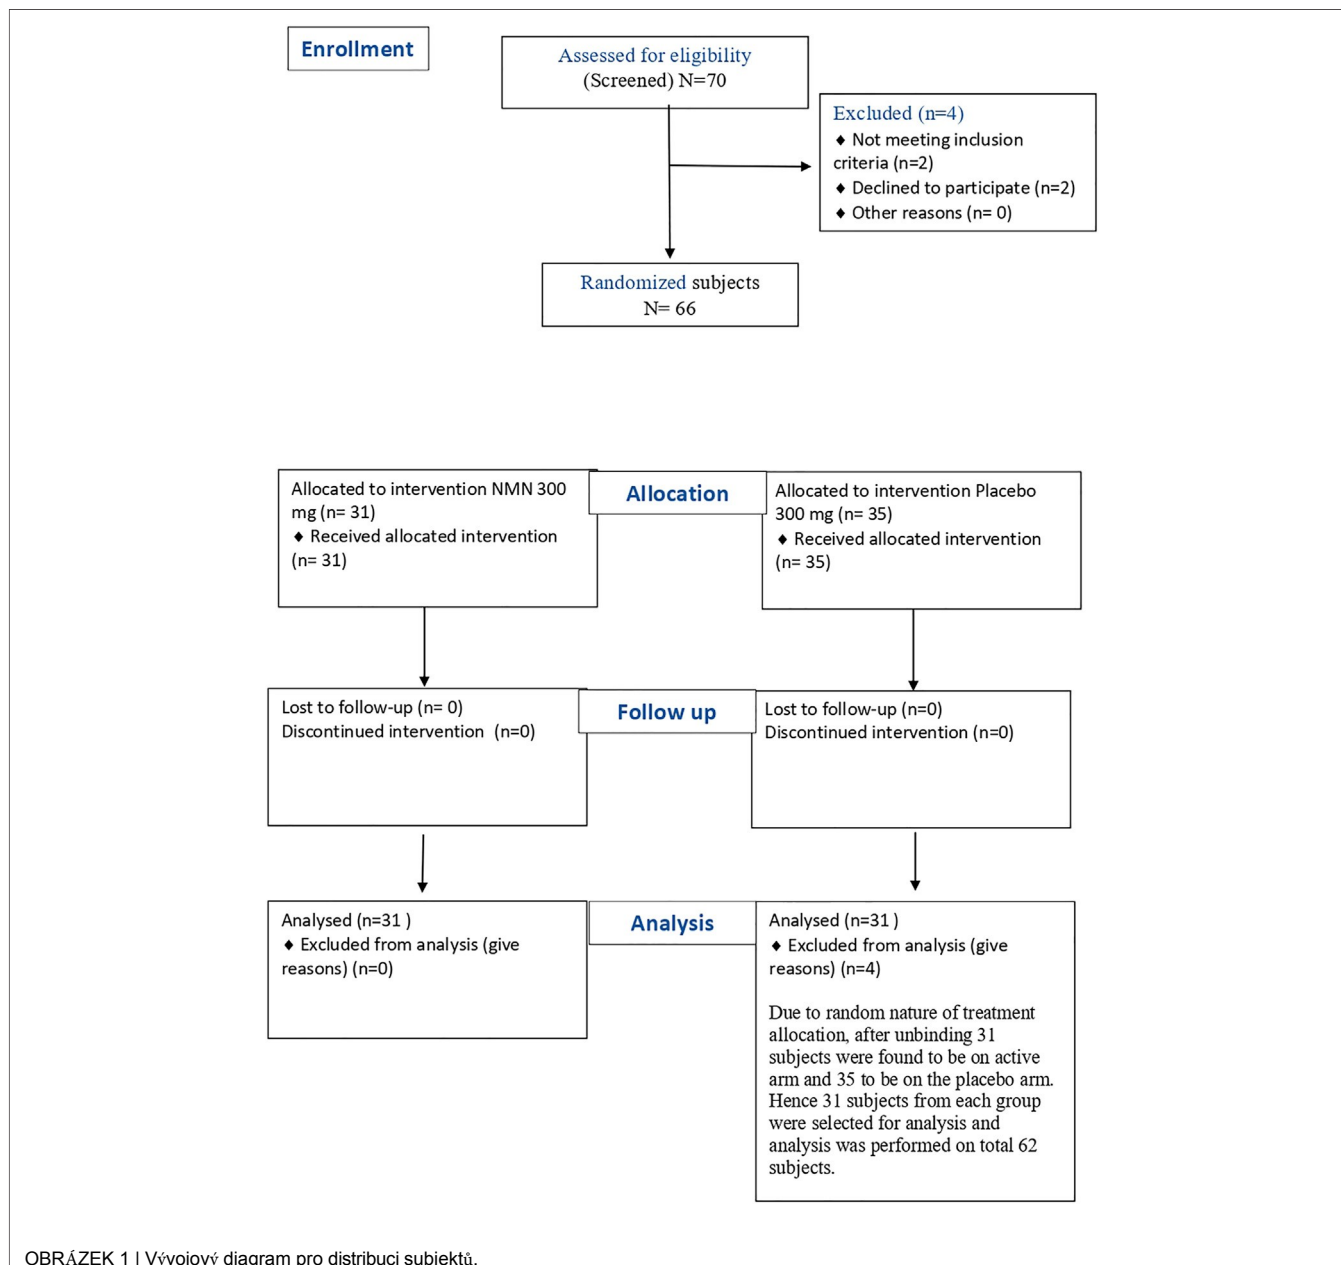 Enrollment
Assessed for eligibility
(Screened) N=70
Excluded (n=4)
♦ Not meeting inclusion
criteria (n=2)
♦ Declined to participate (n=2)
♦ Other reasons (n= 0)
Randomized subjects
N= 66
Allocation
Allocated to intervention NMN 300
mg (n= 31)
♦ Received allocated intervention
(n= 31)
Allocated to intervention Placebo
300 mg (n= 35)
♦ Received allocated intervention
(n= 35)
Follow up
Lost to follow-up (n= 0)
Discontinued intervention (n=0)
Lost to follow-up (n=0)
Discontinued intervention (n=0)
Analysis
Analysed (n=31 )
♦ Excluded from analysis (give
reasons) (n=0)
Analysed (n=31 )
♦ Excluded from analysis (give
reasons) (n=4)
Due to random nature of treatment
allocation, after unbinding 31
subjects were found to be on active
arm and 35 to be on the placebo arm.
Hence 31 subjects from each group
were selected for analysis and
analysis was performed on total 62
subjects.
OBRÁZEK 1 | Vývojový diagram pro distribuci subjektů.